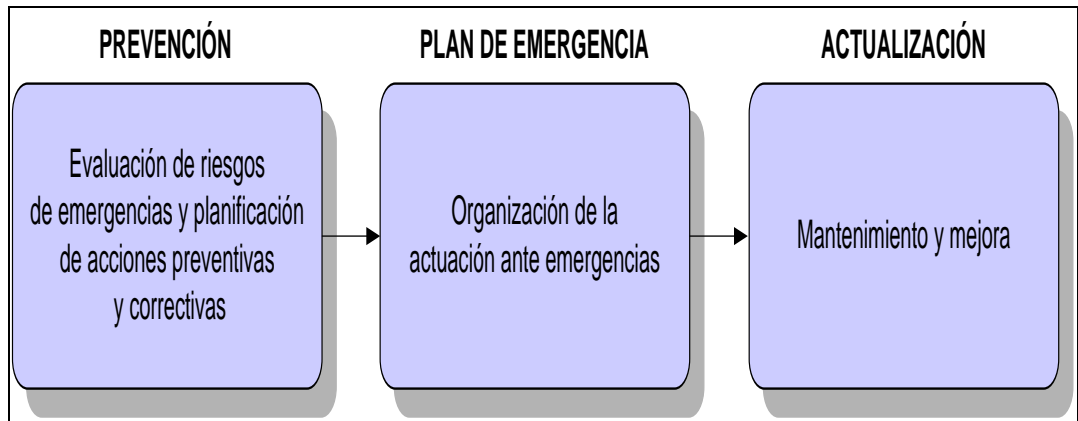 PREVENCIÓN
Evaluación de riesgos
de emergencias y planificación
de acciones preventivas
y correctivas
PLAN DE EMERGENCIA
Organización de la
actuación ante emergencias
ACTUALIZACIÓN
Mantenimiento y mejora